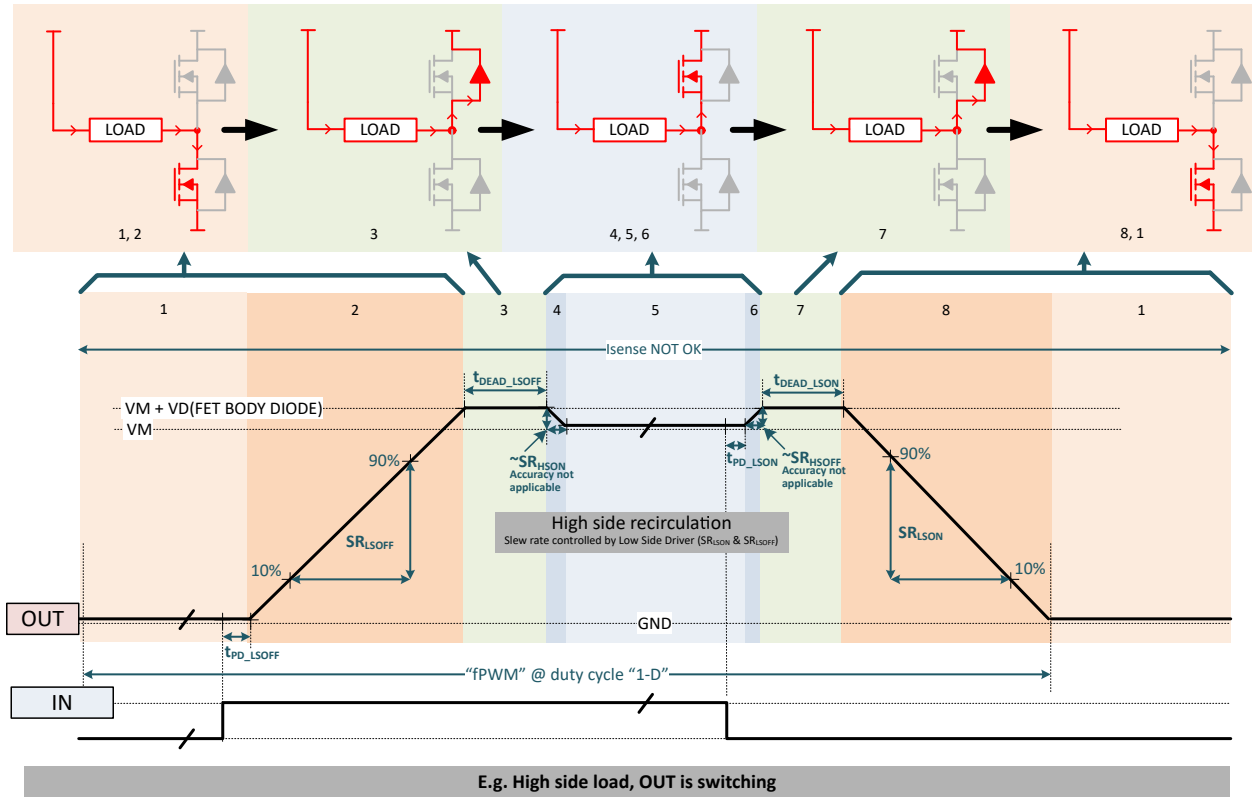 LOAD LOAD LOAD LOAD LOAD
1, 2 3 4, 5, 6 7 8, 1
1 2 3 4 5 6 7 8 1
Isense NOT OK
tDEAD_LSOFF tDEAD_LSON
VM + VD(FET BODY DIODE)
VM
90% ~SRHSON tPD_LSON ~SRHSOFF 90%
Accuracy not applicable Accuracy not applicable
High side recirculation
Slew rate controlled by Low Side Driver (SRLSON & SRLSOFF)
SRLSOFF SRLSON
10% 10%
OUT GND
tPD_LSOFF
“fPWM” @ duty cycle “1-D”
IN
E.g. High side load, OUT is switching